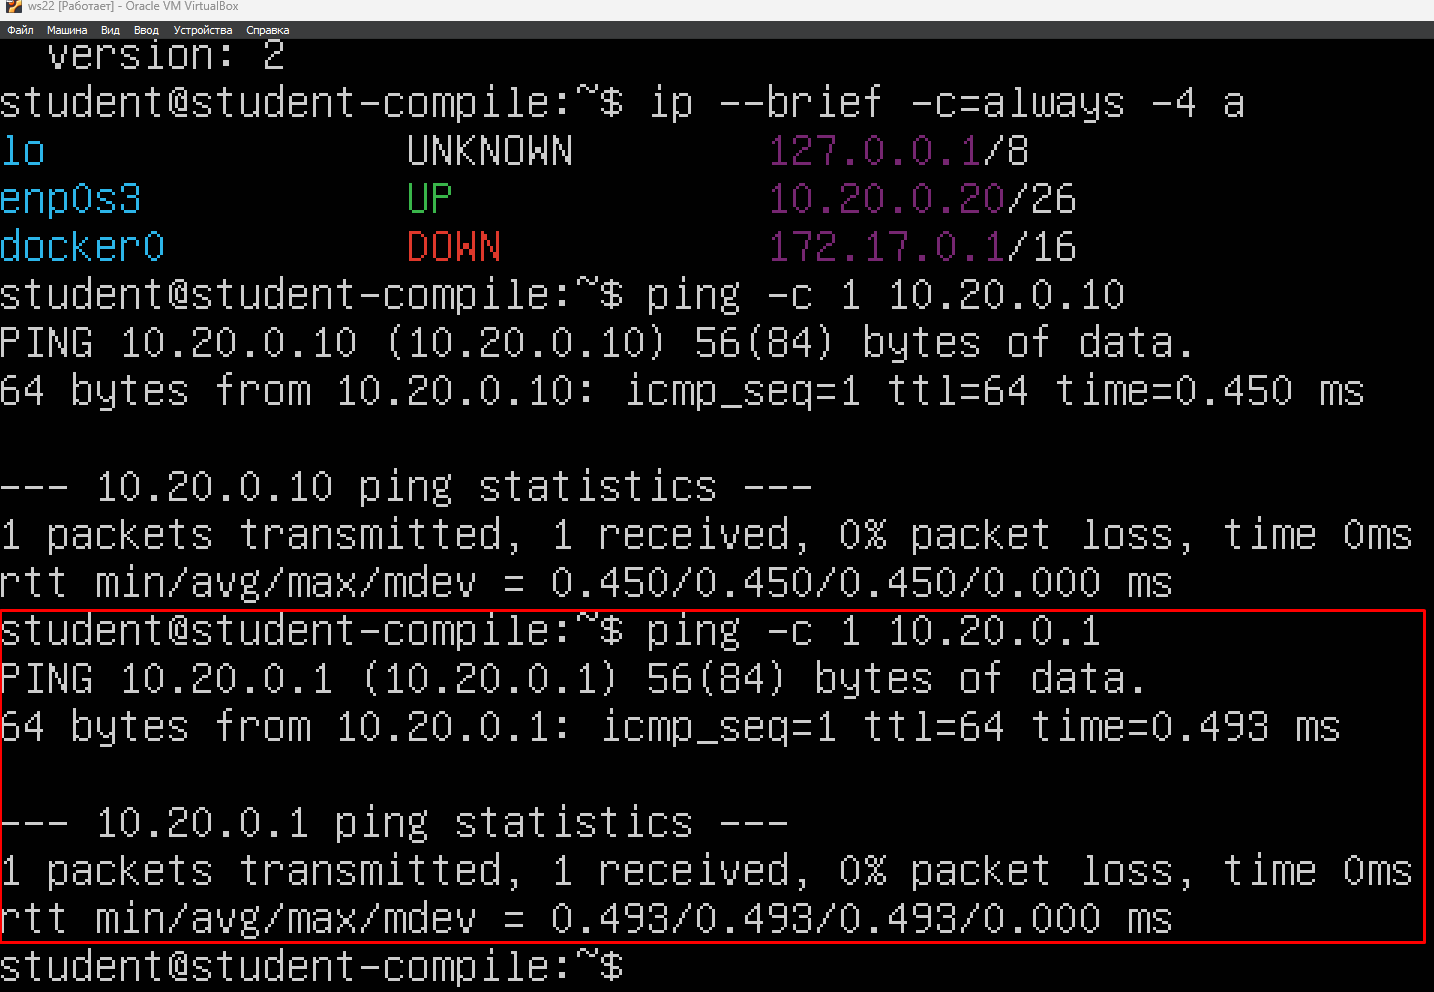 ws22 [Работает] - Oracle VM VirtualBox
Файл Машина Вид Ввод Устройства Справка
version: 2
student@student-compile:~$ ip --brief -c=always -4 a
lo UNKNOWN 127.0.0.1/8
enp0s3 UP 10.20.0.20/26
docker0 DOWN 172.17.0.1/16
student@student-compile:~$ ping -c 1 10.20.0.10
PING 10.20.0.10 (10.20.0.10) 56(84) bytes of data.
64 bytes from 10.20.0.10: icmp_seq=1 ttl=64 time=0.450 ms
--- 10.20.0.10 ping statistics ---
1 packets transmitted, 1 received, 0% packet loss, time 0ms
rtt min/avg/max/mdev = 0.450/0.450/0.450/0.000 ms
student@student-compile:~$ ping -c 1 10.20.0.1
PING 10.20.0.1 (10.20.0.1) 56(84) bytes of data.
64 bytes from 10.20.0.1: icmp_seq=1 ttl=64 time=0.493 ms
--- 10.20.0.1 ping statistics ---
1 packets transmitted, 1 received, 0% packet loss, time 0ms
rtt min/avg/max/mdev = 0.493/0.493/0.493/0.000 ms
student@student-compile:~$